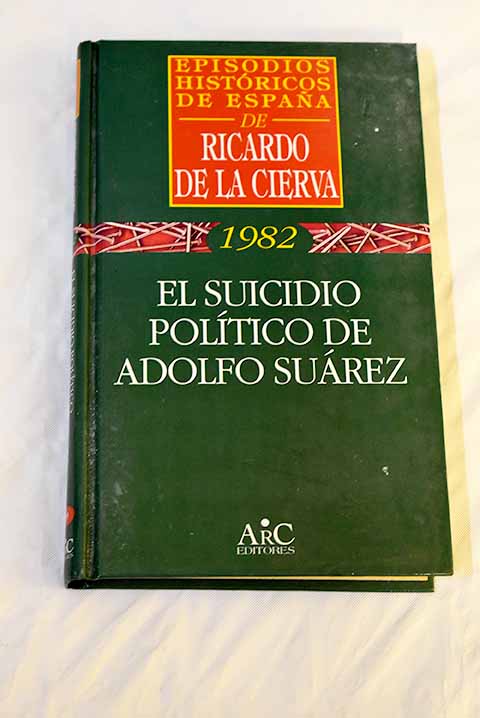 EPISODIOS
HISTÓRICOS
DE ESPAÑA
DE
RICARDO
DE LA CIERVA
1982
EL SUICIDIO
POLÍTICO DE
ADOLFO SUÁREZ
ARC
EDITORES